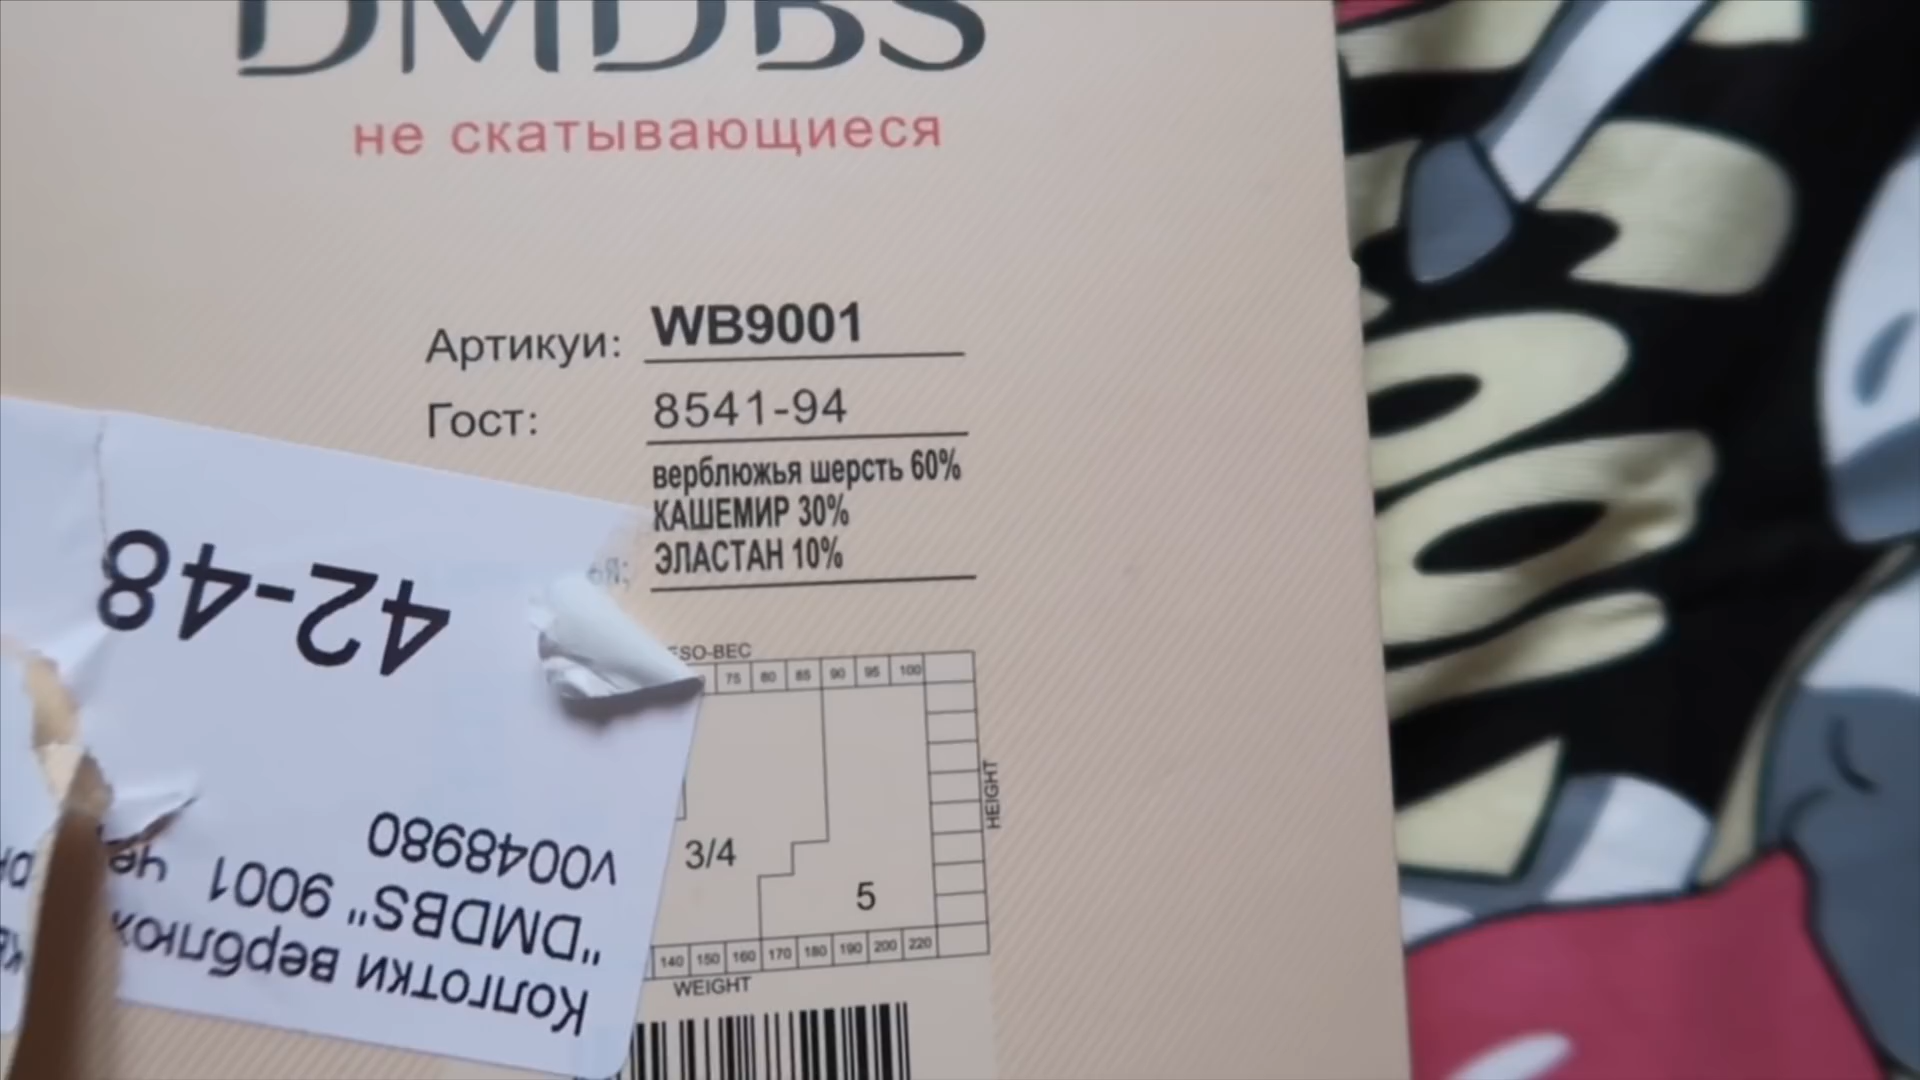 DMDBS
не скатывающиеся
Артикуи: WB9001
Гост: 8541-94
верблюжья шерсть 60%
КАШЕМИР 30%
ЭЛАСТАН 10%
ESO-BEC
75 80 85 90 95 100
HEIGHT
3/4
5
140 150 160 170 180 190 200 220
WEIGHT
Колготки верблюж
"DMDBS" 9001 че
v0048980
42-48